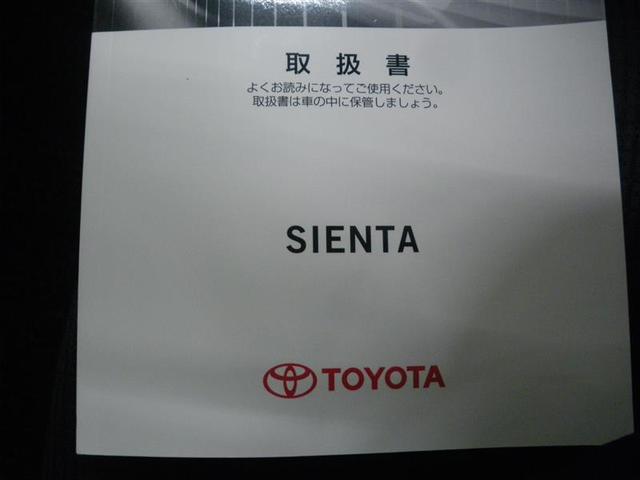 取扱書
よくお読みになってご使用ください。
取扱書は車の中に保管しましょう。
SIENTA
TOYOTA